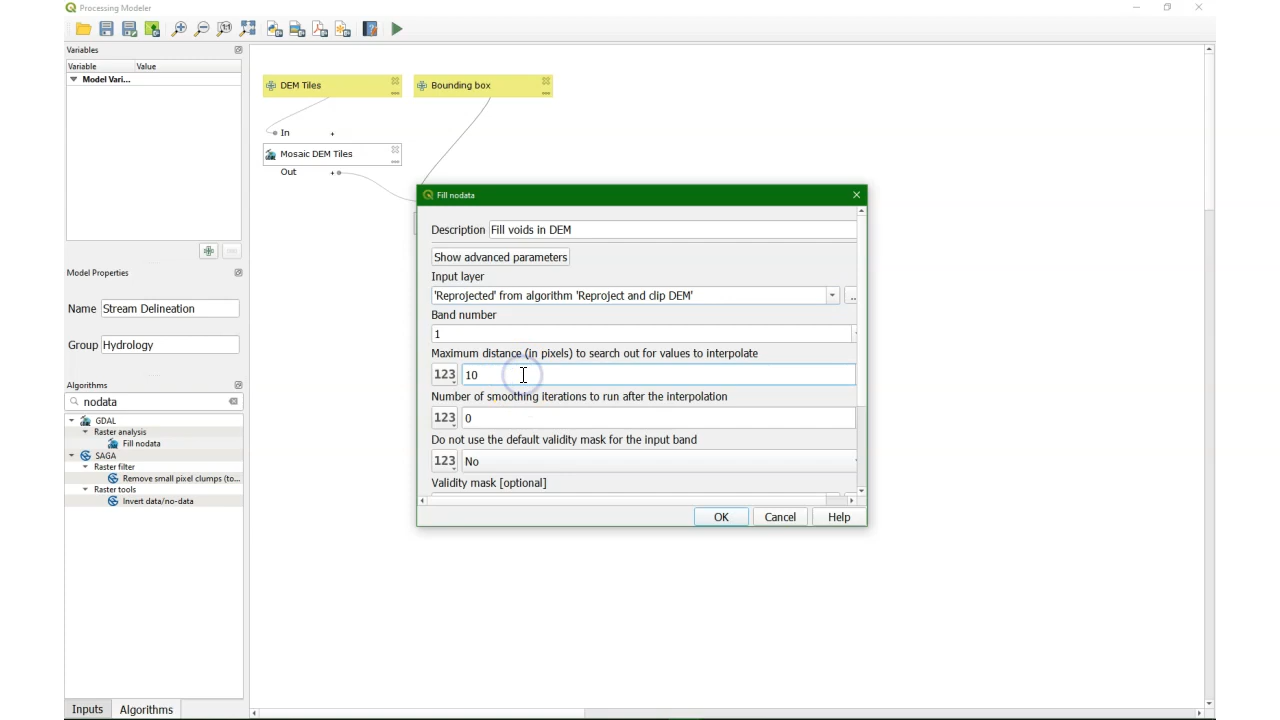 Processing Modeler
Variables
Variable Value
Model Vari...
Model Properties
Name Stream Delineation
Group Hydrology
Algorithms
nodata
GDAL
Raster analysis
Fill nodata
SAGA
Raster filter
Remove small pixel clumps (to...
Raster tools
Invert data/no-data
Inputs Algorithms
DEM Tiles
Bounding box
In +
Mosaic DEM Tiles
Out +
Fill nodata
Description Fill voids in DEM
Show advanced parameters
Input layer
'Reprojected' from algorithm 'Reproject and clip DEM'
Band number
1
Maximum distance (in pixels) to search out for values to interpolate
123 10
Number of smoothing iterations to run after the interpolation
123 0
Do not use the default validity mask for the input band
123 No
Validity mask [optional]
OK Cancel Help